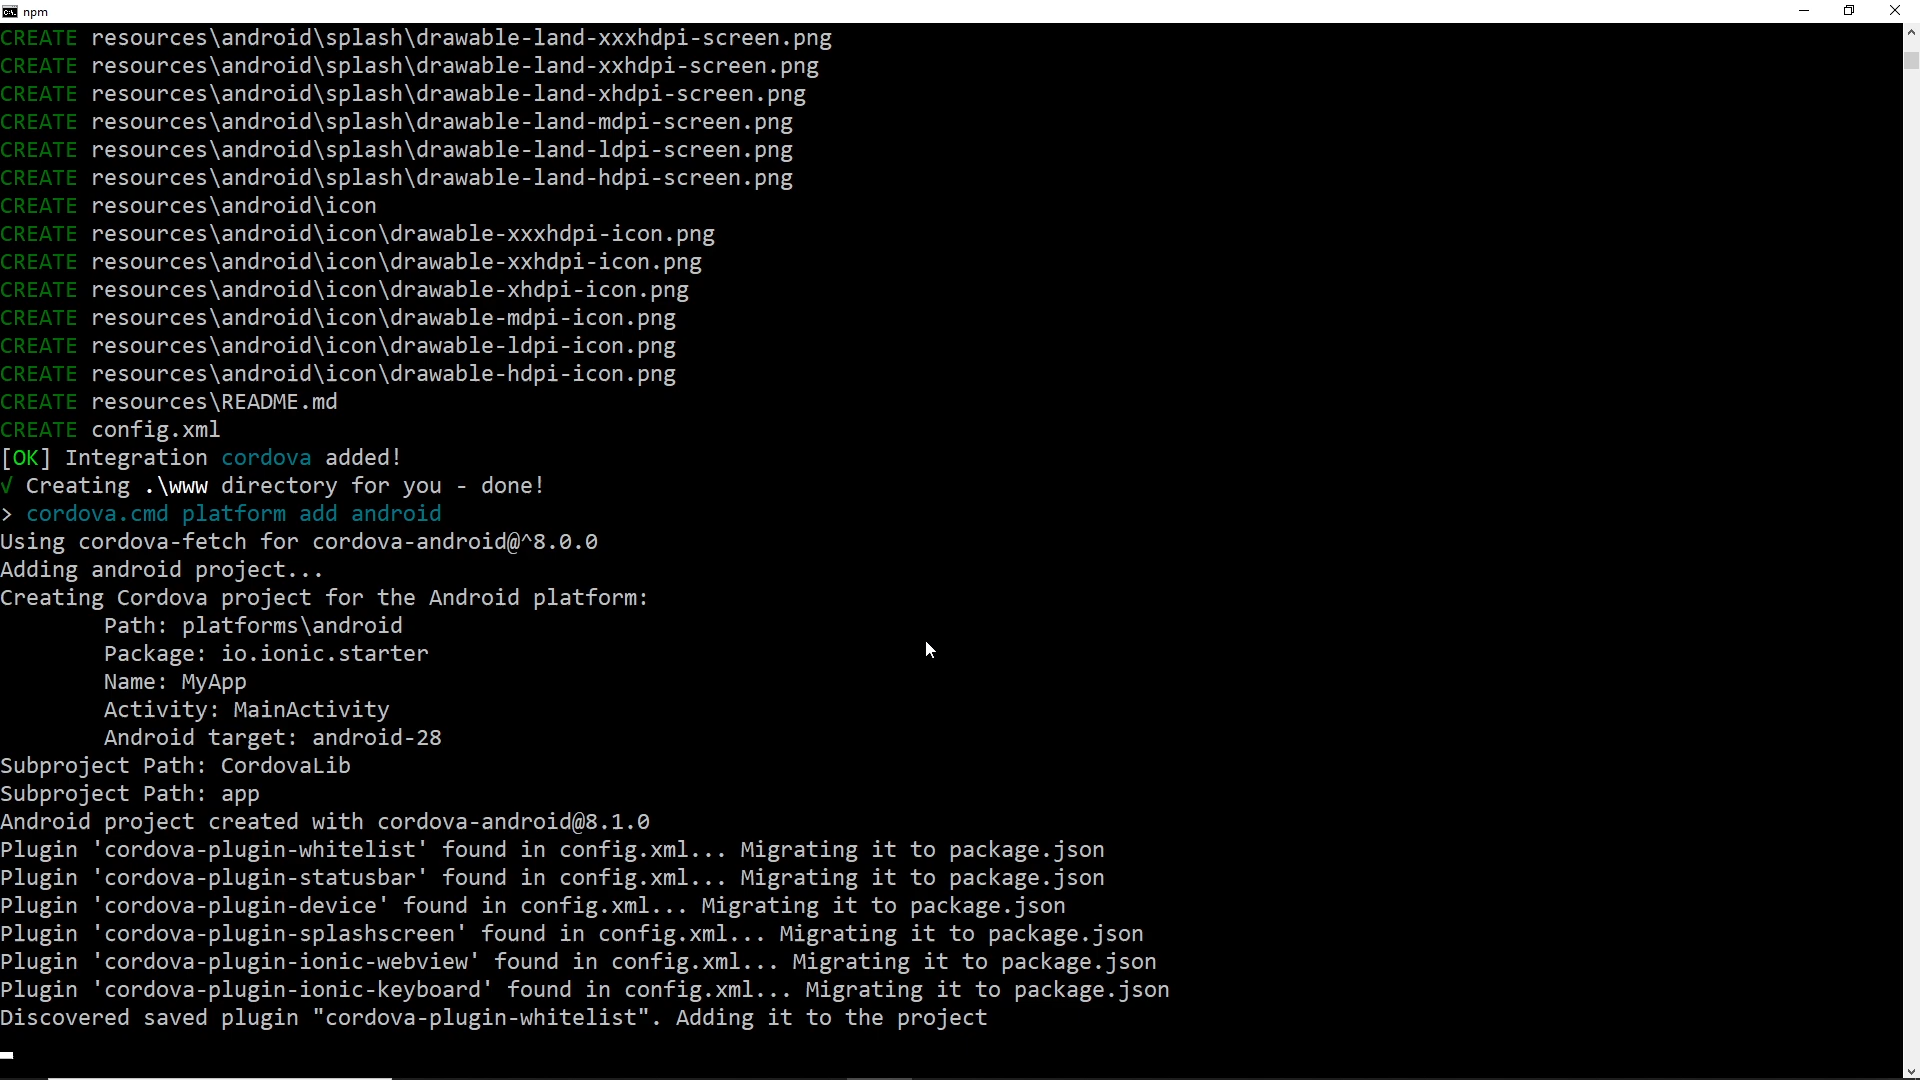 npm
CREATE resources\android\splash\drawable-land-xxxhdpi-screen.png
CREATE resources\android\splash\drawable-land-xxhdpi-screen.png
CREATE resources\android\splash\drawable-land-xhdpi-screen.png
CREATE resources\android\splash\drawable-land-mdpi-screen.png
CREATE resources\android\splash\drawable-land-ldpi-screen.png
CREATE resources\android\splash\drawable-land-hdpi-screen.png
CREATE resources\android\icon
CREATE resources\android\icon\drawable-xxxhdpi-icon.png
CREATE resources\android\icon\drawable-xxhdpi-icon.png
CREATE resources\android\icon\drawable-xhdpi-icon.png
CREATE resources\android\icon\drawable-mdpi-icon.png
CREATE resources\android\icon\drawable-ldpi-icon.png
CREATE resources\android\icon\drawable-hdpi-icon.png
CREATE resources\README.md
CREATE config.xml
[OK] Integration cordova added!
√ Creating .\www directory for you - done!
> cordova.cmd platform add android
Using cordova-fetch for cordova-android@^8.0.0
Adding android project...
Creating Cordova project for the Android platform:
Path: platforms\android
Package: io.ionic.starter
Name: MyApp
Activity: MainActivity
Android target: android-28
Subproject Path: CordovaLib
Subproject Path: app
Android project created with cordova-android@8.1.0
Plugin 'cordova-plugin-whitelist' found in config.xml... Migrating it to package.json
Plugin 'cordova-plugin-statusbar' found in config.xml... Migrating it to package.json
Plugin 'cordova-plugin-device' found in config.xml... Migrating it to package.json
Plugin 'cordova-plugin-splashscreen' found in config.xml... Migrating it to package.json
Plugin 'cordova-plugin-ionic-webview' found in config.xml... Migrating it to package.json
Plugin 'cordova-plugin-ionic-keyboard' found in config.xml... Migrating it to package.json
Discovered saved plugin "cordova-plugin-whitelist". Adding it to the project